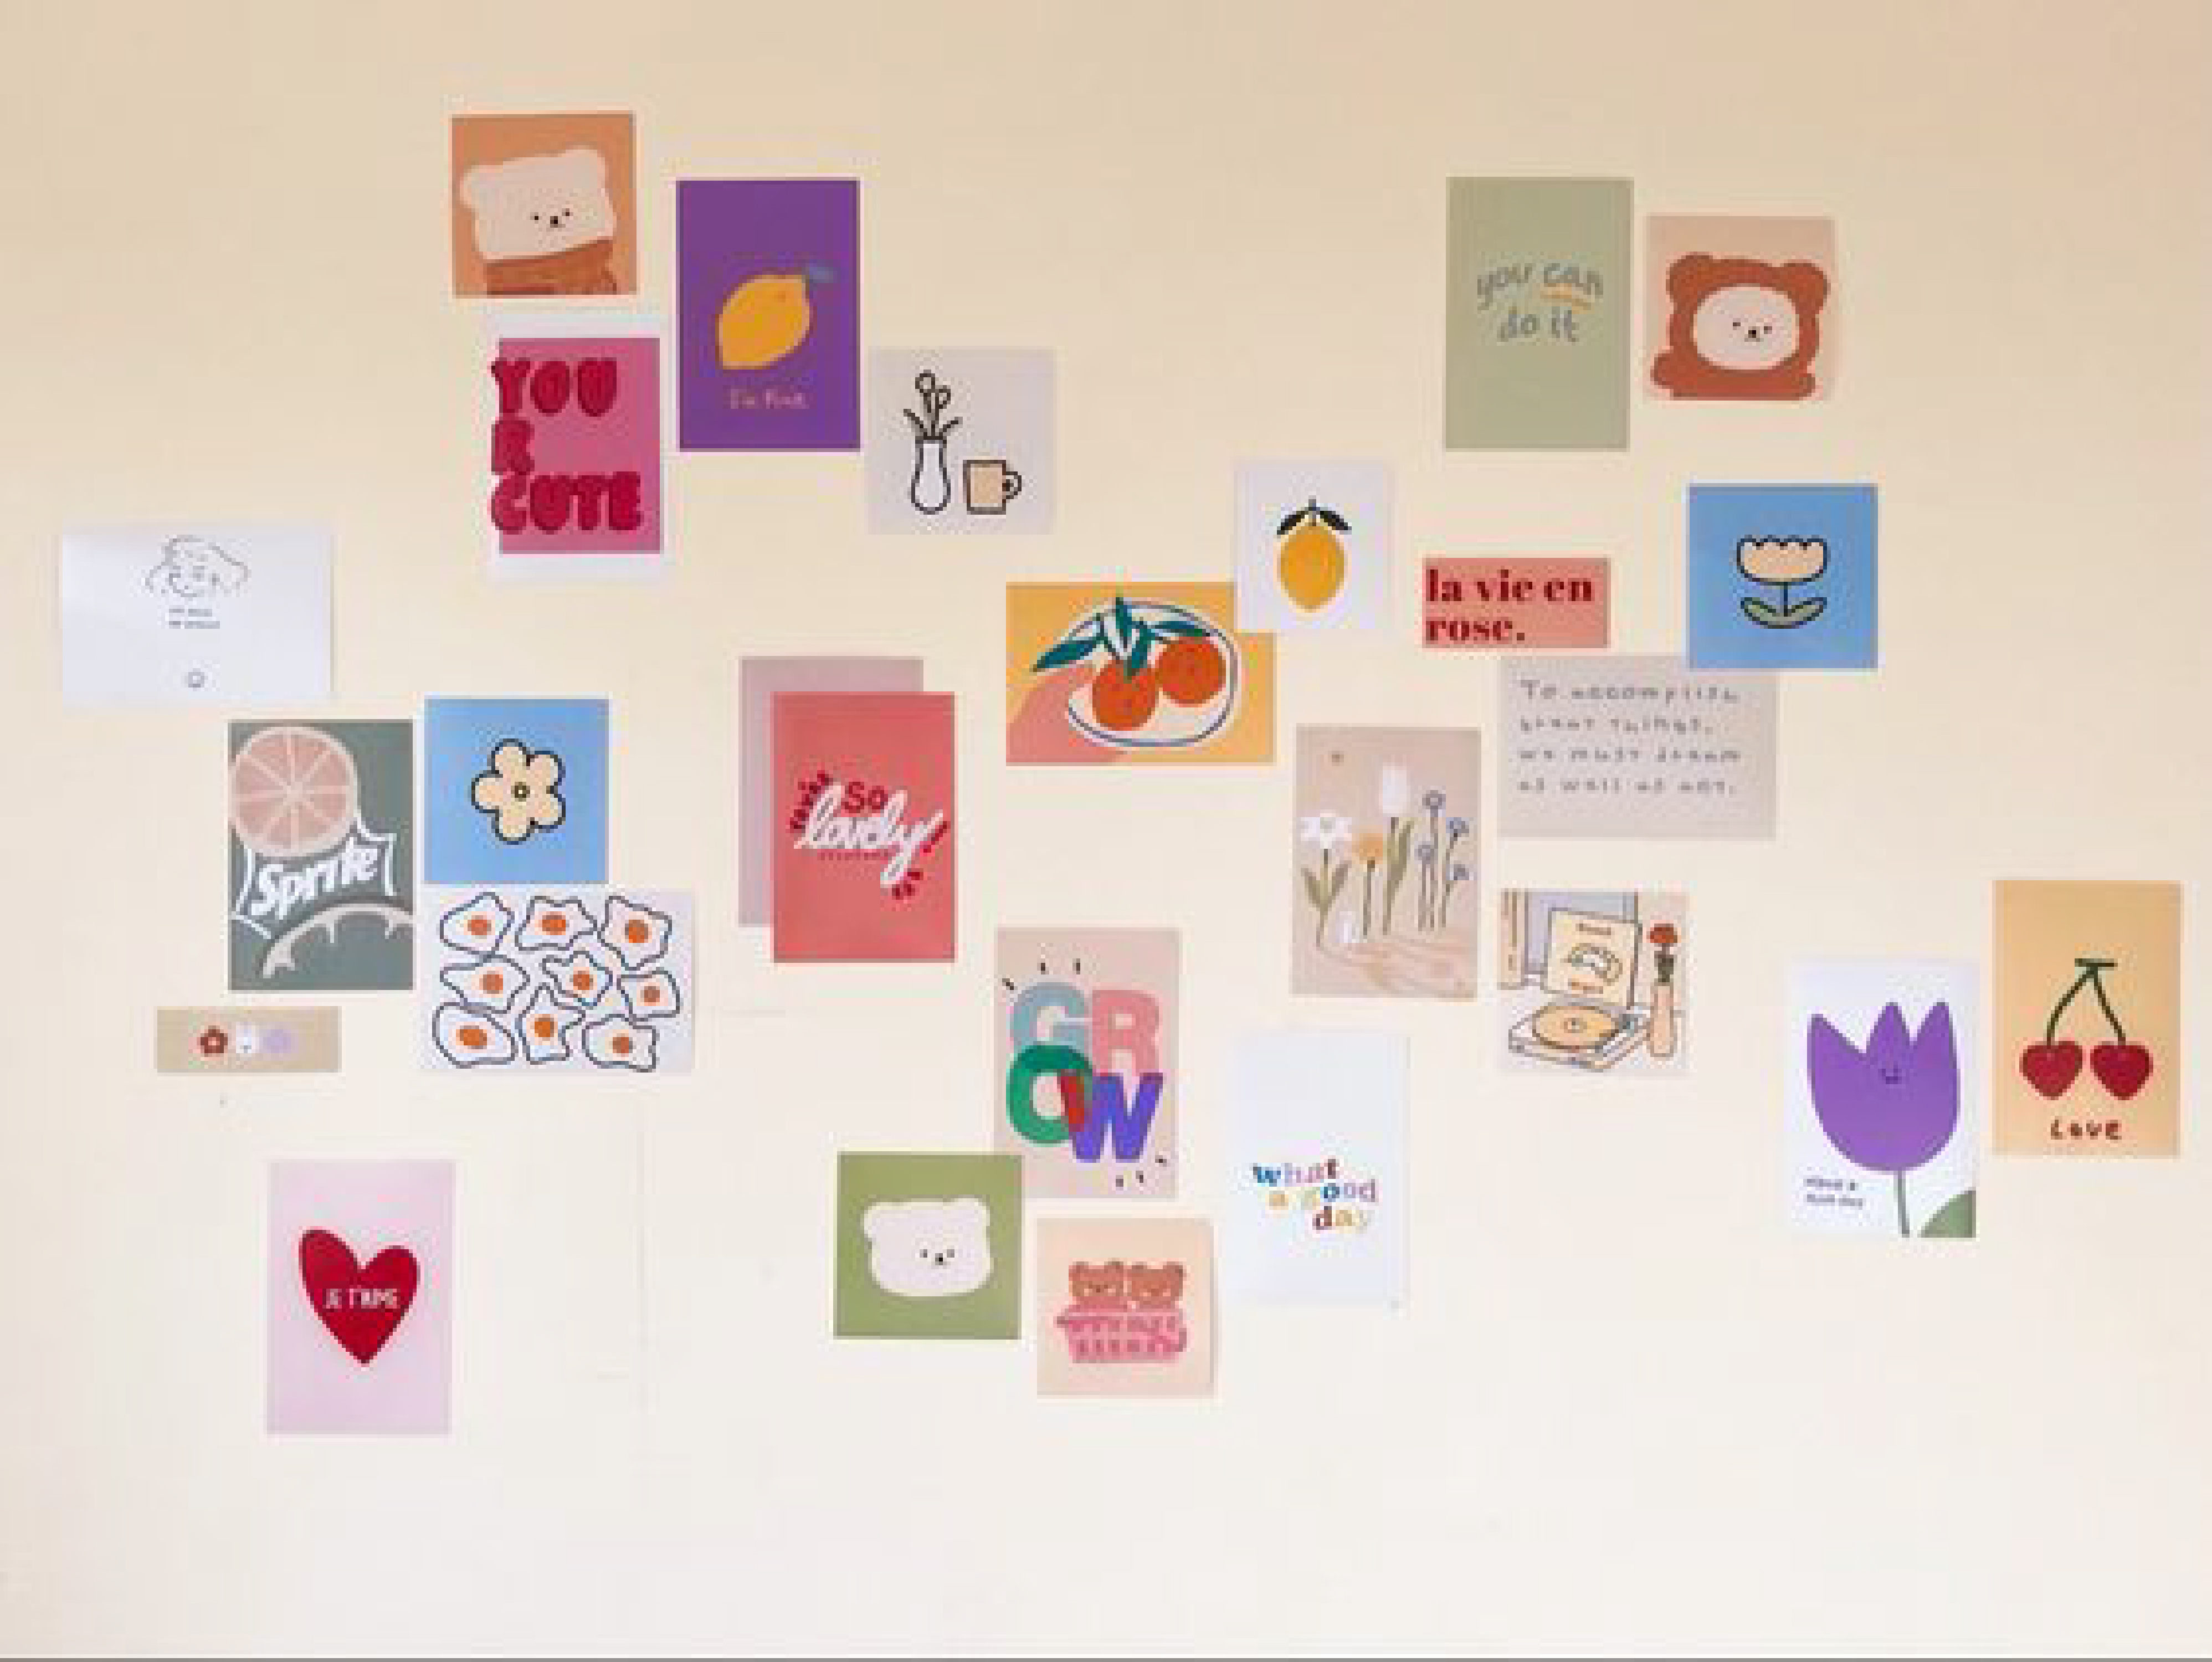 I'm Fine
you can
do it
YOU
R
CUTE
la vie en
rose.
To accomplish
great things,
we must dream
as well as act.
Sprite
So
lovely
GR
OW
LOVE
what
a good
day
JE T'AIME